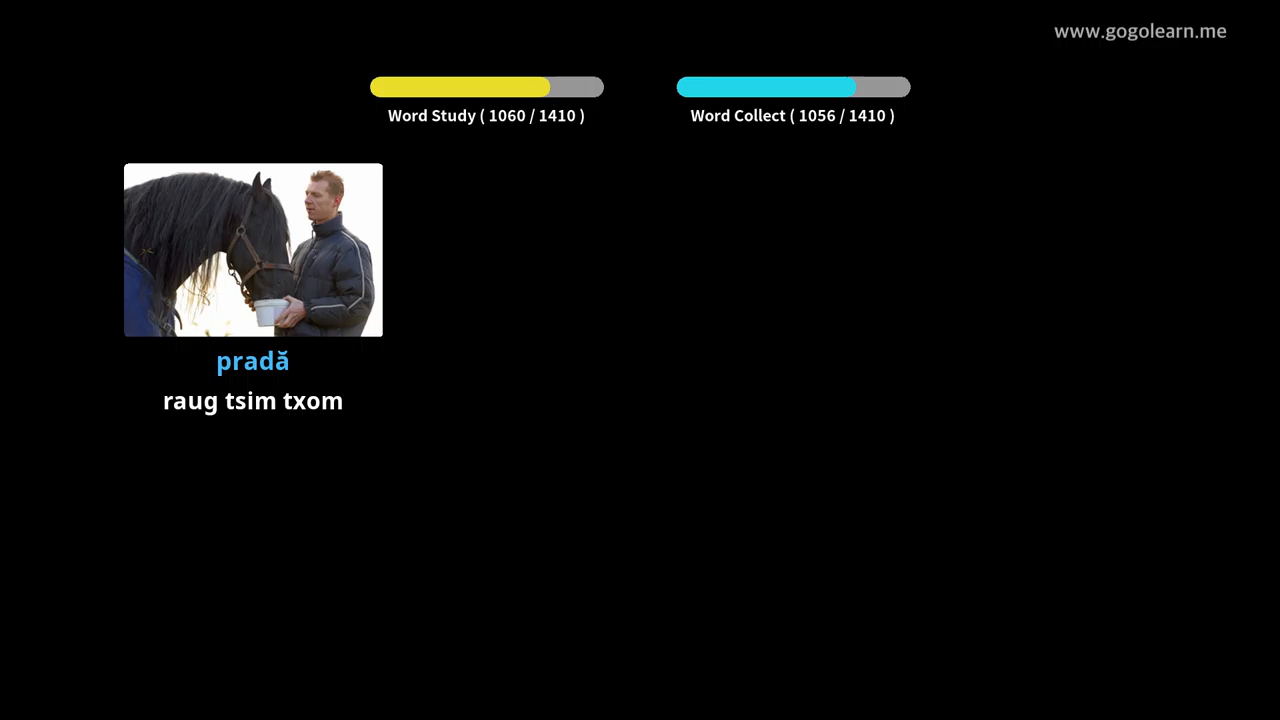 www.gogolearn.me
Word Study ( 1060 / 1410 )
Word Collect ( 1056 / 1410 )
pradă
raug tsim txom